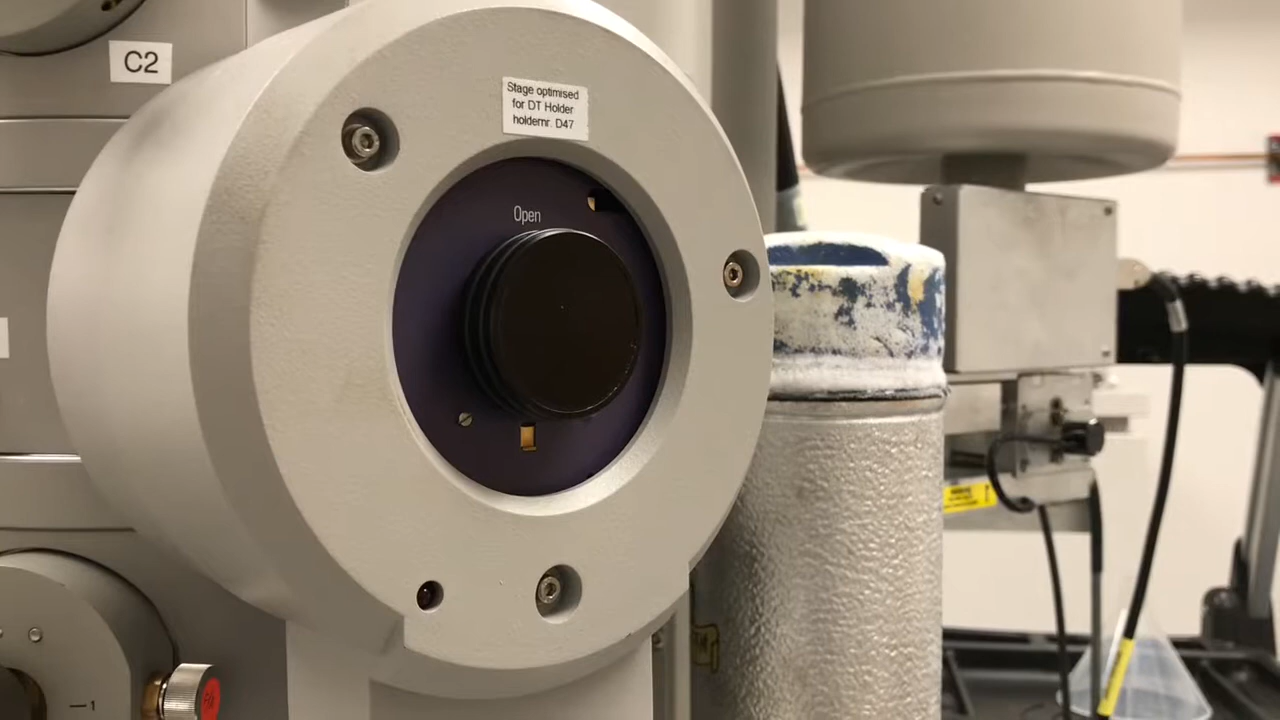 C2
Stage optimised
for DT Holder
holdernr. D47
Open
1